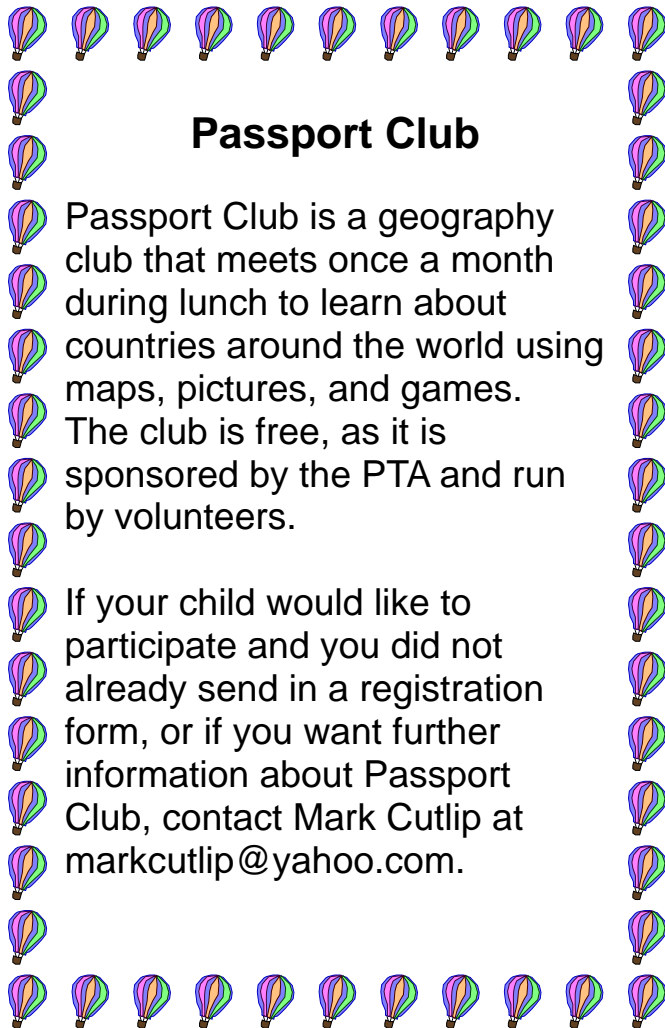 Passport Club
Passport Club is a geography
club that meets once a month
during lunch to learn about
countries around the world using
maps, pictures, and games.
The club is free, as it is
sponsored by the PTA and run
by volunteers.
If your child would like to
participate and you did not
already send in a registration
form, or if you want further
information about Passport
Club, contact Mark Cutlip at
markcutlip@yahoo.com.